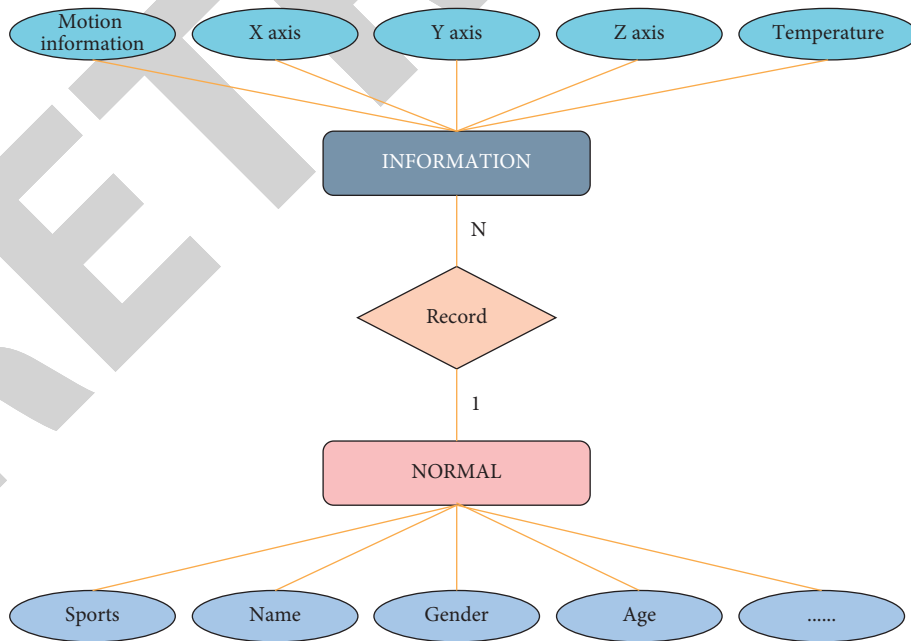 Motion
information
X axis
Y axis
Z axis
Temperature
INFORMATION
N
Record
1
NORMAL
Sports
Name
Gender
Age
......